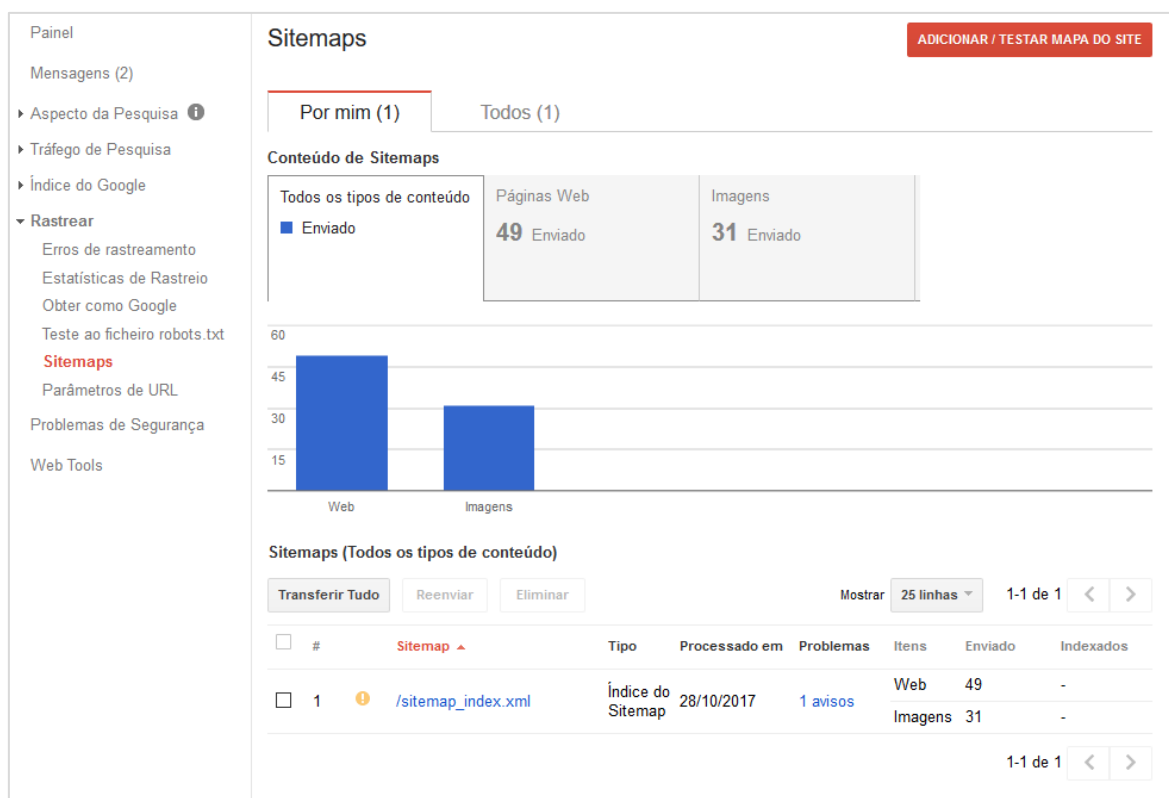 Painel
Mensagens (2)
Aspecto da Pesquisa
Tráfego de Pesquisa
Índice do Google
Rastrear
Erros de rastreamento
Estatísticas de Rastreio
Obter como Google
Teste ao ficheiro robots.txt
Sitemaps
Parâmetros de URL
Problemas de Segurança
Web Tools
Sitemaps
ADICIONAR / TESTAR MAPA DO SITE
Por mim (1) Todos (1)
Conteúdo de Sitemaps
Todos os tipos de conteúdo Páginas Web Imagens
Enviado 49 Enviado 31 Enviado
60
45
30
15
Web Imagens
Sitemaps (Todos os tipos de conteúdo)
Transferir Tudo Reenviar Eliminar Mostrar 25 linhas 1-1 de 1
# Sitemap Tipo Processado em Problemas Itens Enviado Indexados
1 /sitemap_index.xml Índice do Sitemap 28/10/2017 1 avisos Web 49 -
Imagens 31 -
1-1 de 1